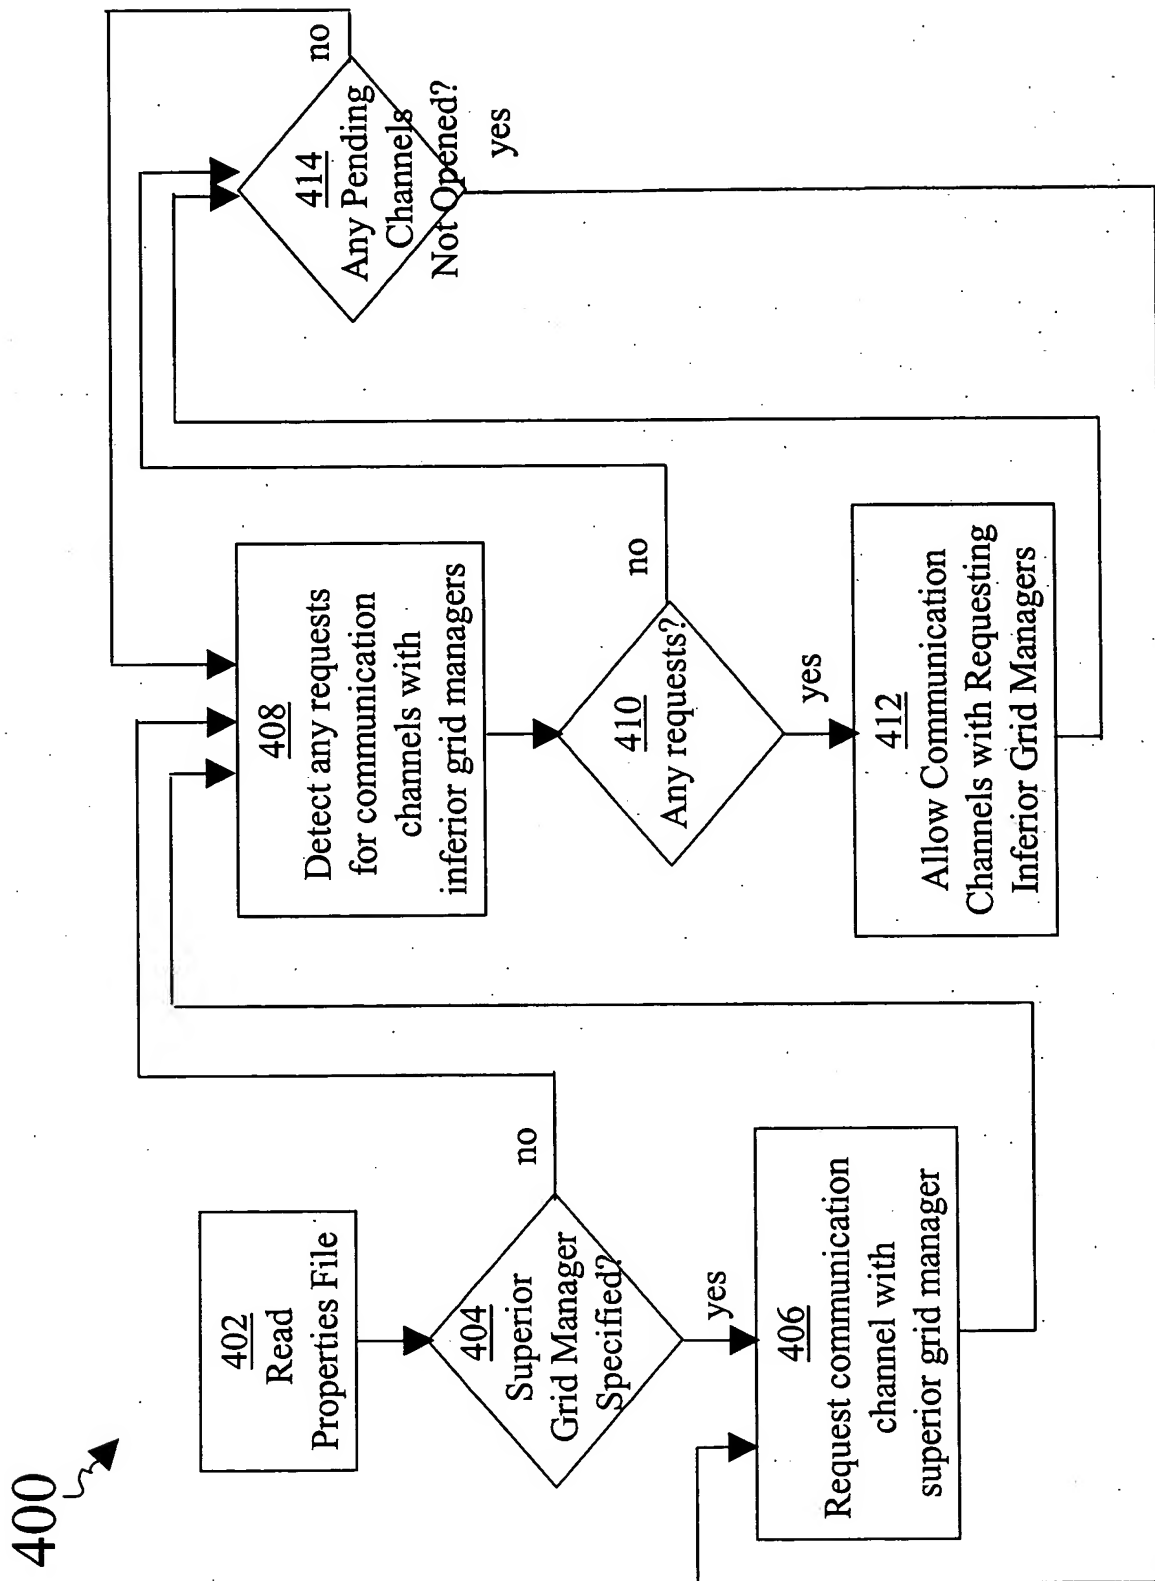 400
402
Read
Properties File
404
Superior
Grid Manager
Specified?
no
yes
406
Request communication
channel with
superior grid manager
408
Detect any requests
for communication
channels with
inferior grid managers
410
Any requests?
no
yes
412
Allow Communication
Channels with Requesting
Inferior Grid Managers
414
Any Pending
Channels
Not Opened?
no
yes